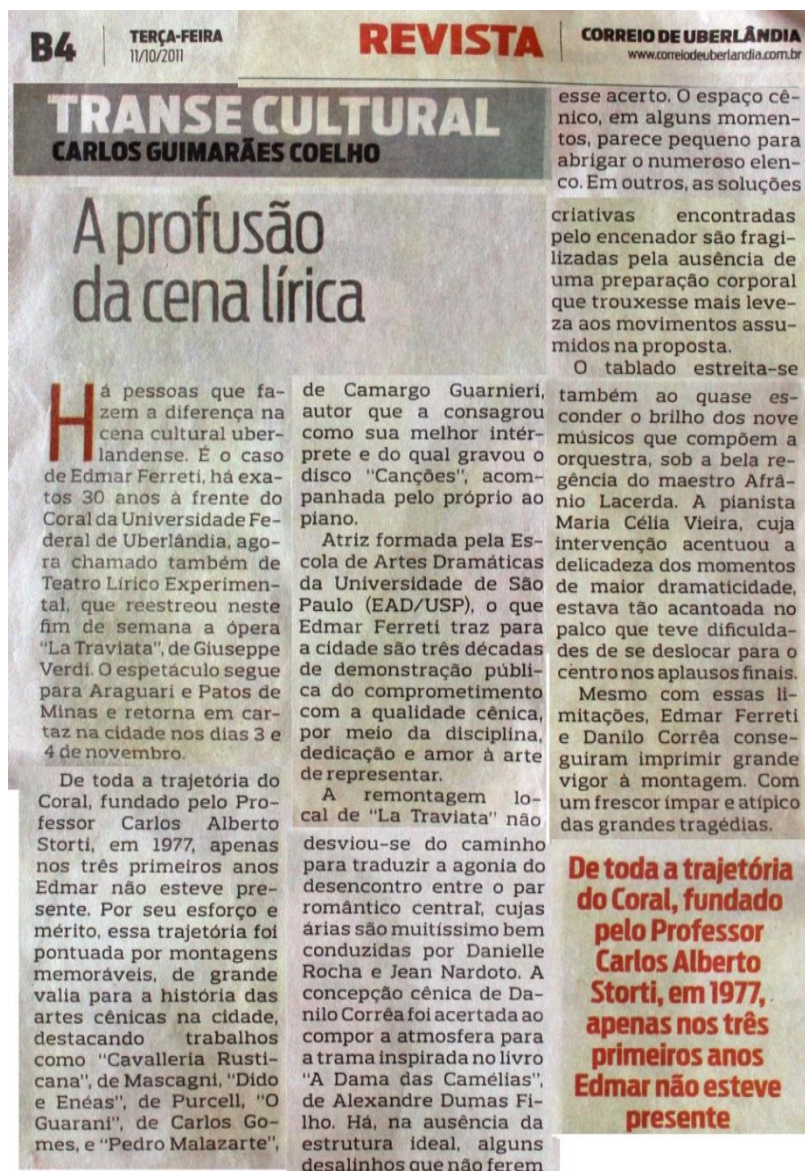 B4
TERÇA-FEIRA
11/10/2011
REVISTA
CORREIO DE UBERLÂNDIA
www.correiodeuberlandia.com.br
TRANSE CULTURAL
CARLOS GUIMARÃES COELHO
A profusão
da cena lírica
Há pessoas que fa-
zem a diferença na
cena cultural uber-
landense. É o caso
de Edmar Ferreti, há exa-
tos 30 anos à frente do
Coral da Universidade Fe-
deral de Uberlândia, ago-
ra chamado também de
Teatro Lírico Experimen-
tal, que reestreou neste
fim de semana a ópera
"La Traviata", de Giuseppe
Verdi. O espetáculo segue
para Araguari e Patos de
Minas e retorna em car-
taz na cidade nos dias 3 e
4 de novembro.
De toda a trajetória do
Coral, fundado pelo Pro-
fessor Carlos Alberto
Storti, em 1977, apenas
nos três primeiros anos
Edmar não esteve pre-
sente. Por seu esforço e
mérito, essa trajetória foi
pontuada por montagens
memoráveis, de grande
valia para a história das
artes cênicas na cidade,
destacando trabalhos
como "Cavalleria Rusti-
cana", de Mascagni, "Dido
e Enéas", de Purcell, "O
Guarani", de Carlos Go-
mes, e "Pedro Malazarte",
de Camargo Guarnieri,
autor que a consagrou
como sua melhor intér-
prete e do qual gravou o
disco "Canções", acom-
panhada pelo próprio ao
piano.
Atriz formada pela Es-
cola de Artes Dramáticas
da Universidade de São
Paulo (EAD/USP), o que
Edmar Ferreti traz para
a cidade são três décadas
de demonstração públi-
ca do comprometimento
com a qualidade cênica,
por meio da disciplina,
dedicação e amor à arte
de representar.
A remontagem lo-
cal de "La Traviata" não
desviou-se do caminho
para traduzir a agonia do
desencontro entre o par
romântico central, cujas
árias são muitíssimo bem
conduzidas por Danielle
Rocha e Jean Nardoto. A
concepção cênica de Da-
nilo Corrêa foi acertada ao
compor a atmosfera para
a trama inspirada no livro
"A Dama das Camélias",
de Alexandre Dumas Fi-
lho. Há, na ausência da
estrutura ideal, alguns
desalinhos que não ferem
esse acerto. O espaço cê-
nico, em alguns momen-
tos, parece pequeno para
abrigar o numeroso elen-
co. Em outros, as soluções
criativas encontradas
pelo encenador são fragi-
lizadas pela ausência de
uma preparação corporal
que trouxesse mais leve-
za aos movimentos assu-
midos na proposta.
O tablado estreita-se
também ao quase es-
conder o brilho dos nove
músicos que compõem a
orquestra, sob a bela re-
gência do maestro Afrâ-
nio Lacerda. A pianista
Maria Célia Vieira, cuja
intervenção acentuou a
delicadeza dos momentos
de maior dramaticidade,
estava tão acantoada no
palco que teve dificulda-
des de se deslocar para o
centro nos aplausos finais.
Mesmo com essas li-
mitações, Edmar Ferreti
e Danilo Corrêa conse-
guiram imprimir grande
vigor à montagem. Com
um frescor ímpar e atípico
das grandes tragédias.
De toda a trajetória
do Coral, fundado
pelo Professor
Carlos Alberto
Storti, em 1977,
apenas nos três
primeiros anos
Edmar não esteve
presente